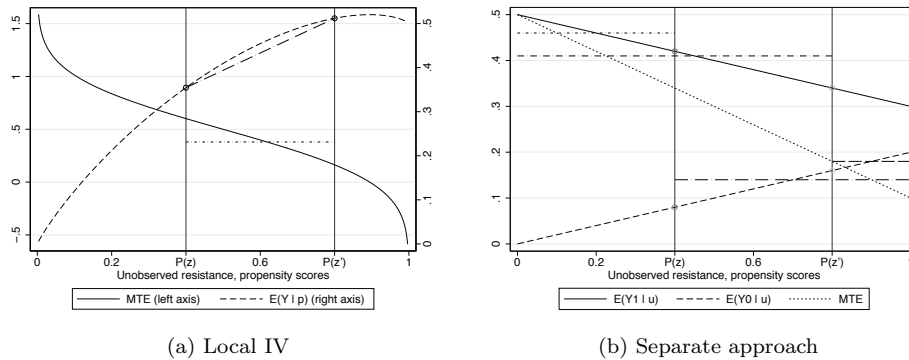 1.5
1
.5
0
-.5
.5
.4
.3
.2
.1
0
0 0.2 P(z) 0.6 P(z') 1
Unobserved resistance, propensity scores
MTE (left axis) E(Y | p) (right axis)
(a) Local IV
.5
.4
.3
.2
.1
0
0 0.2 P(z) 0.6 P(z') 1
Unobserved resistance, propensity scores
E(Y1 | u) E(Y0 | u) MTE
(b) Separate approach